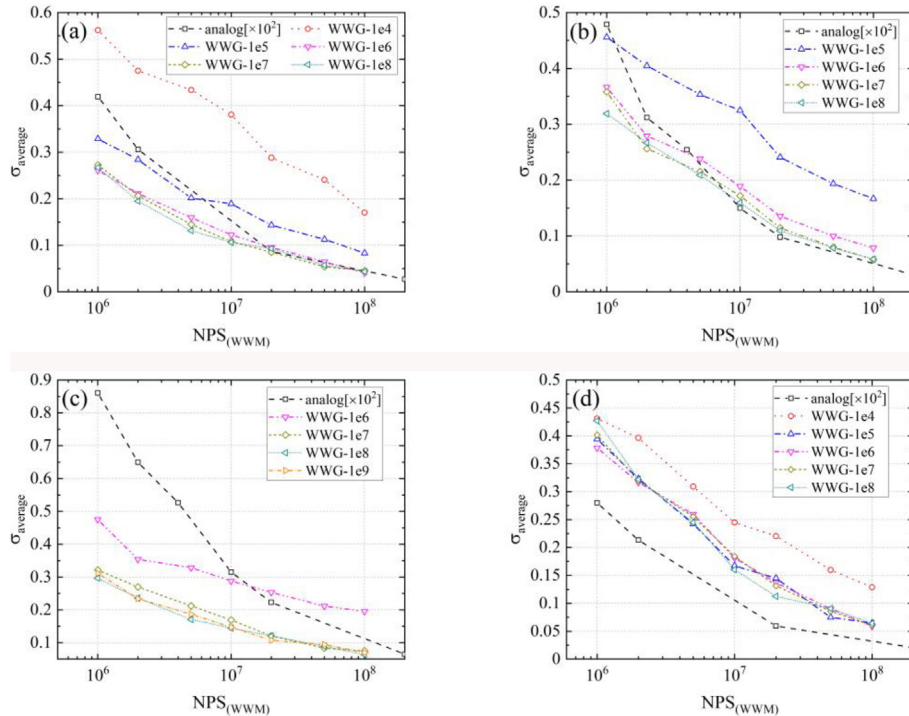 (a)
analog[×10²] WWG-1e4
WWG-1e5 WWG-1e6
WWG-1e7 WWG-1e8
0.6
0.5
0.4
0.3
0.2
0.1
0
σaverage
10⁶ 10⁷ 10⁸
NPS(WWM)
(b)
analog[×10²]
WWG-1e5
WWG-1e6
WWG-1e7
WWG-1e8
0.5
0.4
0.3
0.2
0.1
0
σaverage
10⁶ 10⁷ 10⁸
NPS(WWM)
(c)
analog[×10²]
WWG-1e6
WWG-1e7
WWG-1e8
WWG-1e9
0.9
0.8
0.7
0.6
0.5
0.4
0.3
0.2
0.1
σaverage
10⁶ 10⁷ 10⁸
NPS(WWM)
(d)
analog[×10²]
WWG-1e4
WWG-1e5
WWG-1e6
WWG-1e7
WWG-1e8
0.5
0.45
0.4
0.35
0.3
0.25
0.2
0.15
0.1
0.05
0
σaverage
10⁶ 10⁷ 10⁸
NPS(WWM)